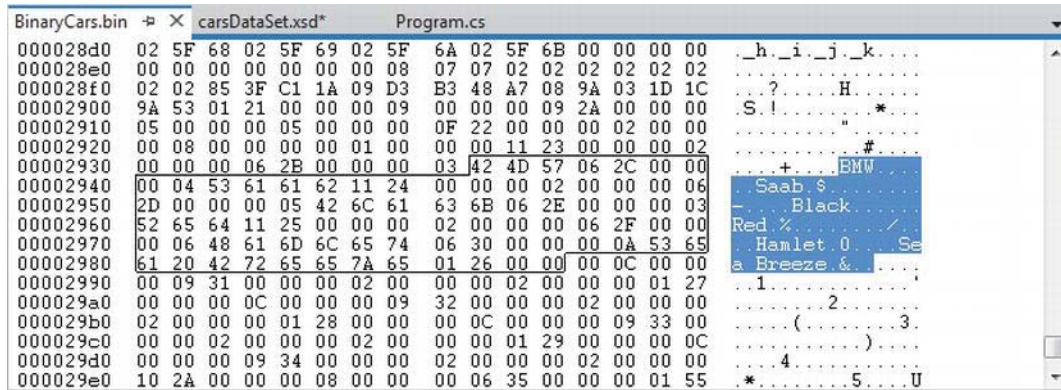 BinaryCars.bin carsDataSet.xsd* Program.cs
000028d0 02 5F 68 02 5F 69 02 5F 6A 02 5F 6B 00 00 00 00 ._h._i._j._k....
000028e0 00 00 00 00 00 00 00 08 07 07 02 02 02 02 02 02 ................
000028f0 02 02 85 3F C1 1A 09 D3 B3 48 A7 08 9A 03 1D 1C ...?.....H......
00002900 9A 53 01 21 00 00 00 09 00 00 00 09 2A 00 00 00 .S.!........*...
00002910 05 00 00 00 05 00 00 00 0F 22 00 00 00 02 00 00 ........."......
00002920 00 08 00 00 00 01 00 00 00 00 11 23 00 00 00 02 ...........#....
00002930 00 00 00 06 2B 00 00 00 03 42 4D 57 06 2C 00 00 ....+....BMW.,..
00002940 00 04 53 61 61 62 11 24 00 00 00 02 00 00 00 06 ..Saab.$........
00002950 2D 00 00 00 05 42 6C 61 63 6B 06 2E 00 00 00 03 -....Black......
00002960 52 65 64 11 25 00 00 00 02 00 00 00 06 2F 00 00 Red.%......../..
00002970 00 06 48 61 6D 6C 65 74 06 30 00 00 00 0A 53 65 ..Hamlet.0....Se
00002980 61 20 42 72 65 65 7A 65 01 26 00 00 00 0C 00 00 a Breeze.&......
00002990 00 09 31 00 00 00 02 00 00 00 02 00 00 00 01 27 ..1............'
000029a0 00 00 00 0C 00 00 00 09 32 00 00 00 02 00 00 00 ........2.......
000029b0 02 00 00 00 01 28 00 00 00 0C 00 00 00 09 33 00 .....(........3.
000029c0 00 00 02 00 00 00 02 00 00 00 01 29 00 00 00 0C ...........)....
000029d0 00 00 00 09 34 00 00 00 02 00 00 00 02 00 00 00 ....4...........
000029e0 10 2A 00 00 00 08 00 00 00 06 35 00 00 00 01 55 .*........5....U